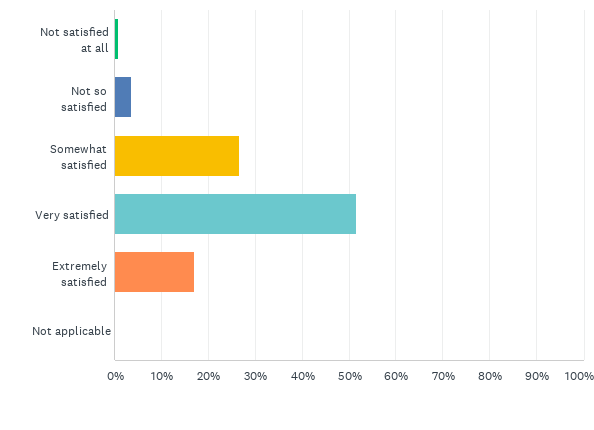 Not satisfied
at all
Not so
satisfied
Somewhat
satisfied
Very satisfied
Extremely
satisfied
Not applicable
0% 10% 20% 30% 40% 50% 60% 70% 80% 90% 100%